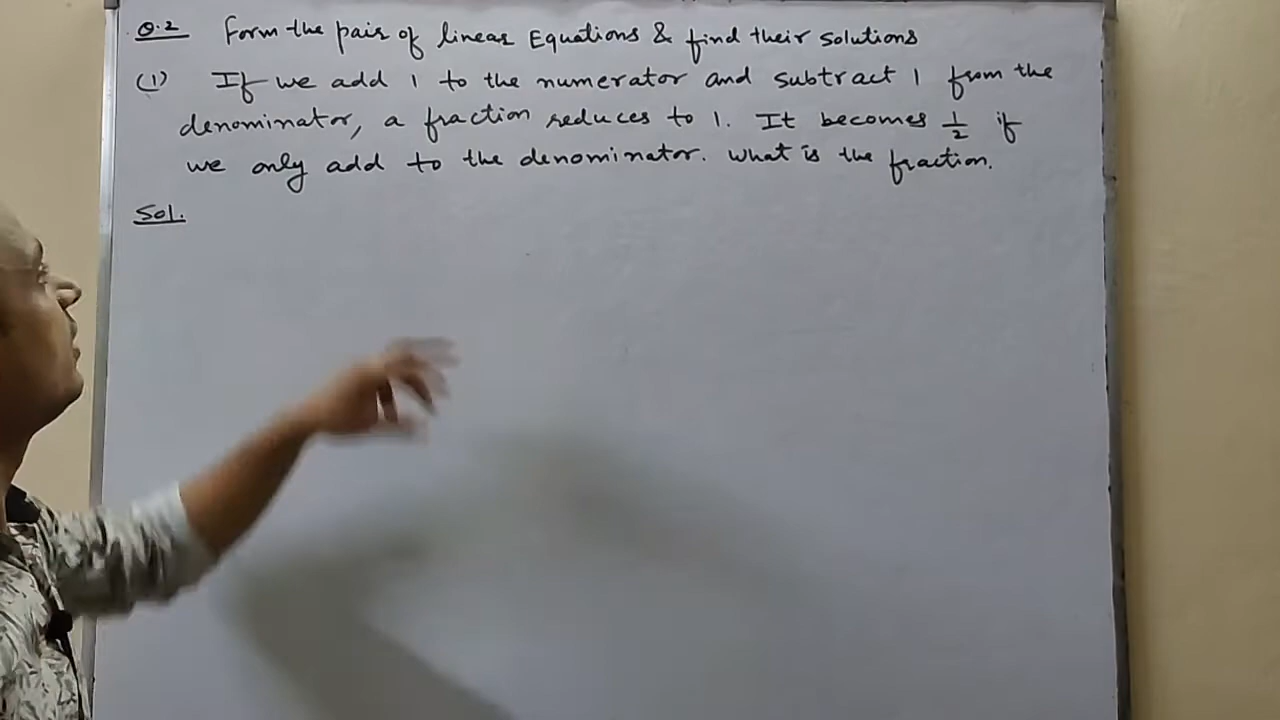 Q.2 Form the pair of linear Equations & find their solutions
(1) If we add 1 to the numerator and subtract 1 from the
denominator, a fraction reduces to 1. It becomes 1/2 if
we only add to the denominator. What is the fraction.
Sol.